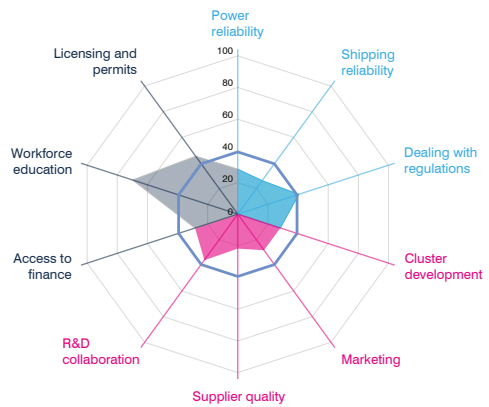 Power
reliability
Shipping
reliability
Dealing with
regulations
Cluster
development
Marketing
Supplier quality
R&D
collaboration
Access to
finance
Workforce
education
Licensing and
permits
100
80
60
40
20
0